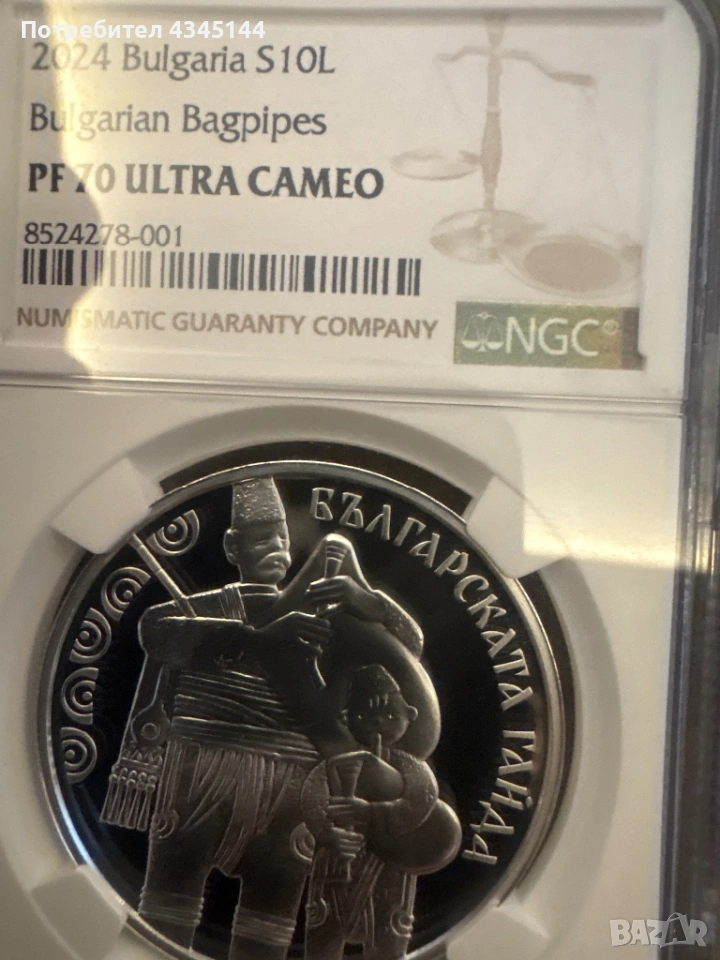 Потребител 4345144
2024 Bulgaria S10L
Bulgarian Bagpipes
PF 70 ULTRA CAMEO
8524278-001
NUMISMATIC GUARANTY COMPANY
NGC®
БЪЛГАРСКАТА ГАЙДА
BAZAR